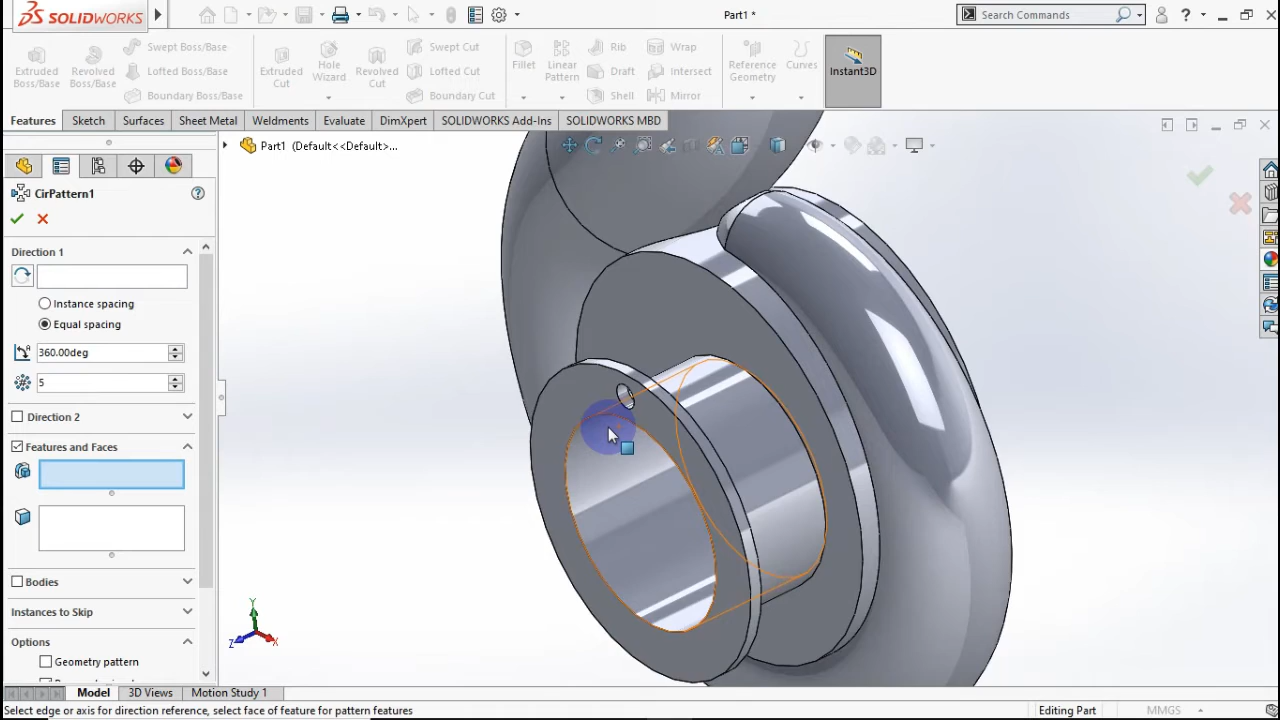 SOLIDWORKS
Part1 *
Search Commands
?
Extruded Boss/Base
Revolved Boss/Base
Swept Boss/Base
Lofted Boss/Base
Boundary Boss/Base
Extruded Cut
Hole Wizard
Revolved Cut
Swept Cut
Lofted Cut
Boundary Cut
Fillet
Linear Pattern
Rib
Draft
Shell
Wrap
Intersect
Mirror
Reference Geometry
Curves
Instant3D
Features Sketch Surfaces Sheet Metal Weldments Evaluate DimXpert SOLIDWORKS Add-Ins SOLIDWORKS MBD
Part1 (Default<<Default>...
CirPattern1
?
Direction 1
Instance spacing
Equal spacing
360.00deg
5
Direction 2
Features and Faces
Bodies
Instances to Skip
Options
Geometry pattern
Y
Z
X
Model 3D Views Motion Study 1
Select edge or axis for direction reference, select face of feature for pattern features
Editing Part
MMGS